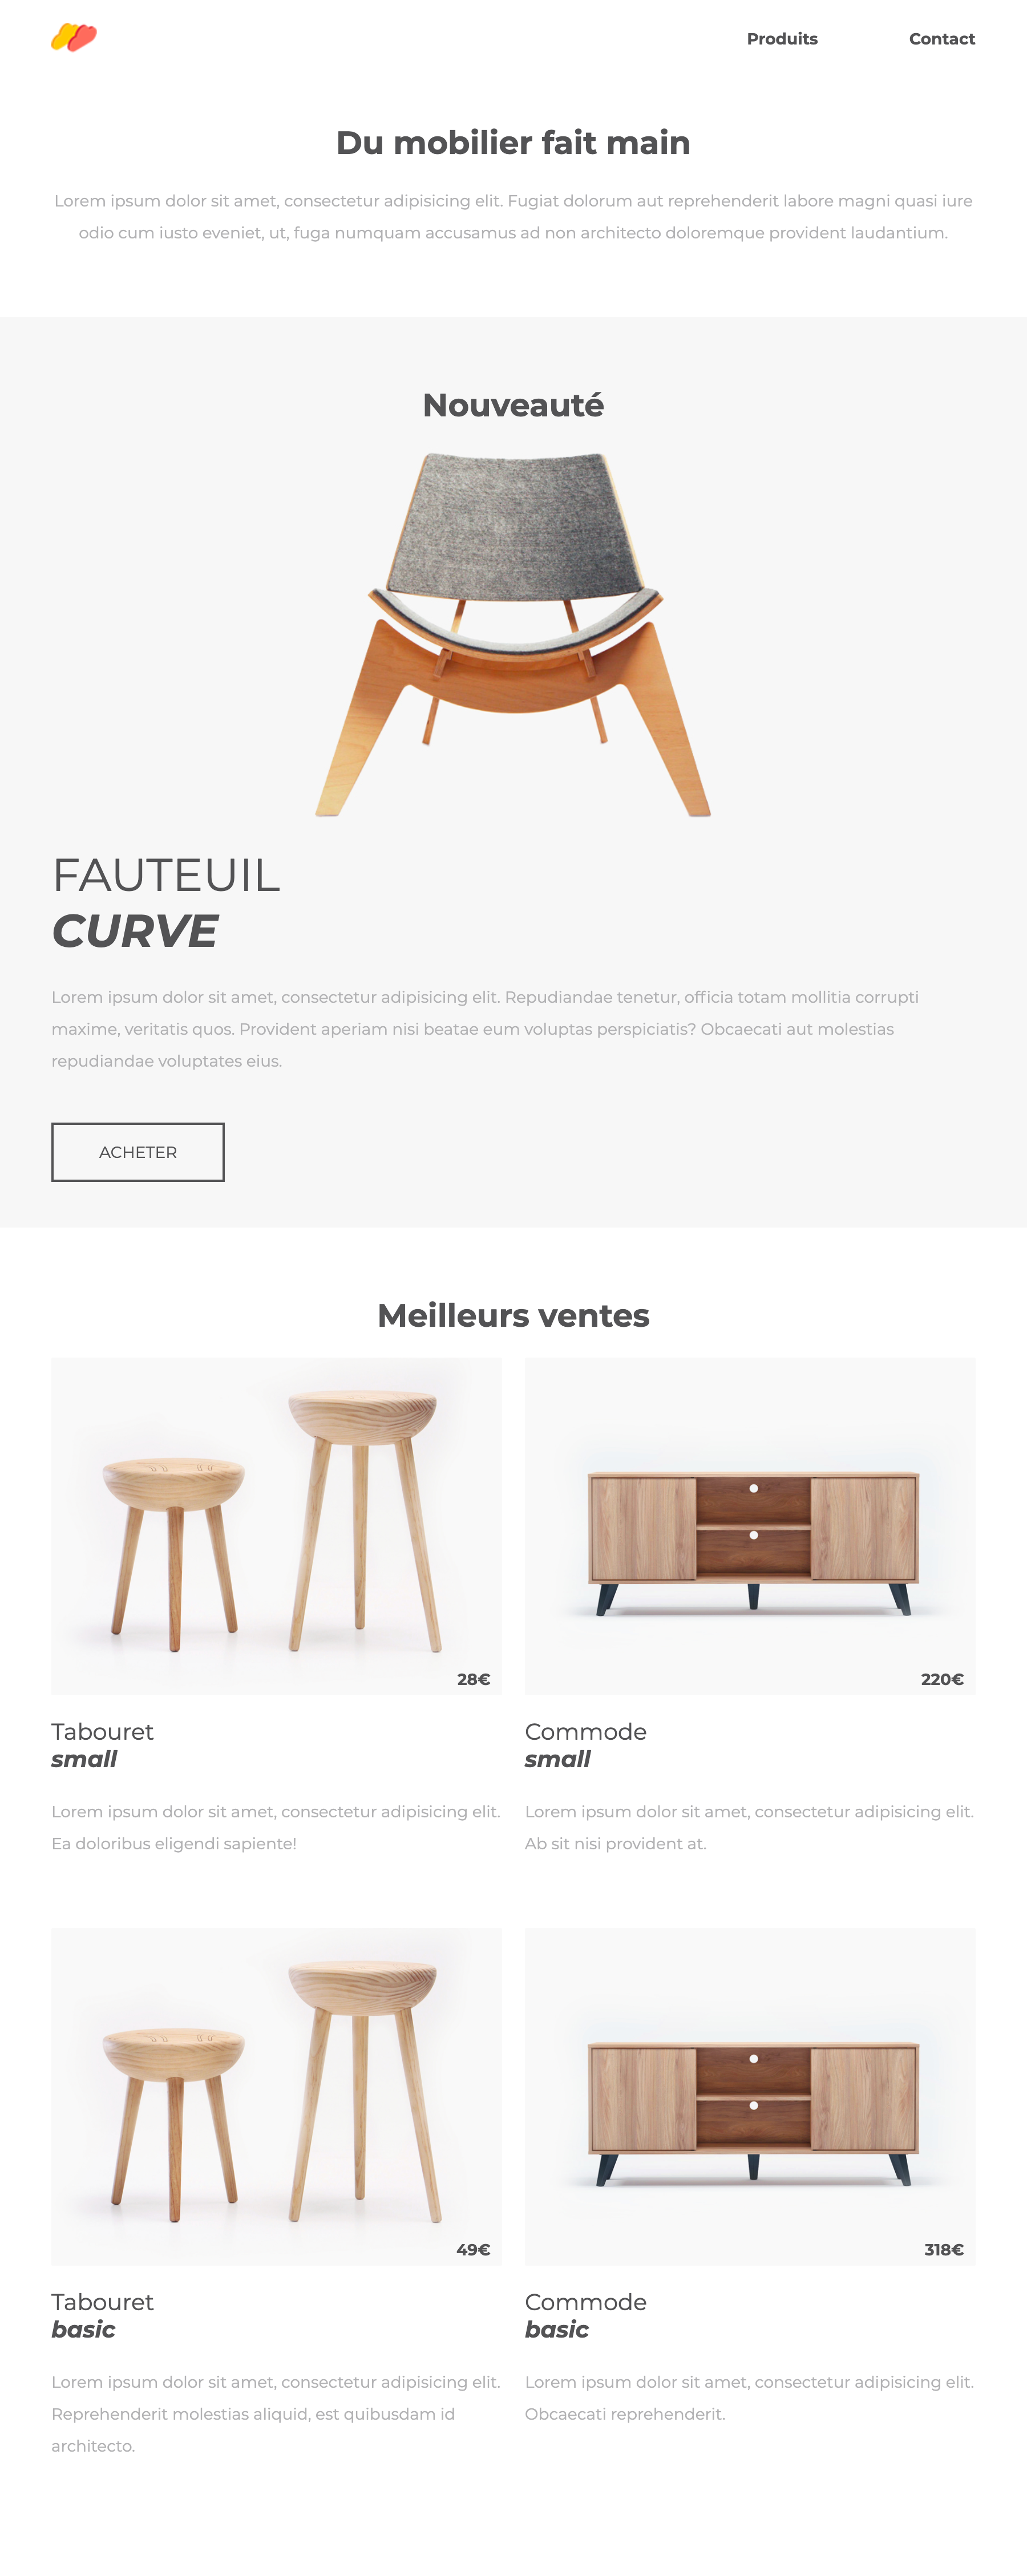 Produits
Contact
Du mobilier fait main
Lorem ipsum dolor sit amet, consectetur adipisicing elit. Fugiat dolorum aut reprehenderit labore magni quasi iure
odio cum iusto eveniet, ut, fuga numquam accusamus ad non architecto doloremque provident laudantium.
Nouveauté
FAUTEUIL
CURVE
Lorem ipsum dolor sit amet, consectetur adipisicing elit. Repudiandae tenetur, officia totam mollitia corrupti
maxime, veritatis quos. Provident aperiam nisi beatae eum voluptas perspiciatis? Obcaecati aut molestias
repudiandae voluptates eius.
ACHETER
Meilleurs ventes
28€
Tabouret
small
Lorem ipsum dolor sit amet, consectetur adipisicing elit.
Ea doloribus eligendi sapiente!
220€
Commode
small
Lorem ipsum dolor sit amet, consectetur adipisicing elit.
Ab sit nisi provident at.
49€
Tabouret
basic
Lorem ipsum dolor sit amet, consectetur adipisicing elit.
Reprehenderit molestias aliquid, est quibusdam id
architecto.
318€
Commode
basic
Lorem ipsum dolor sit amet, consectetur adipisicing elit.
Obcaecati reprehenderit.